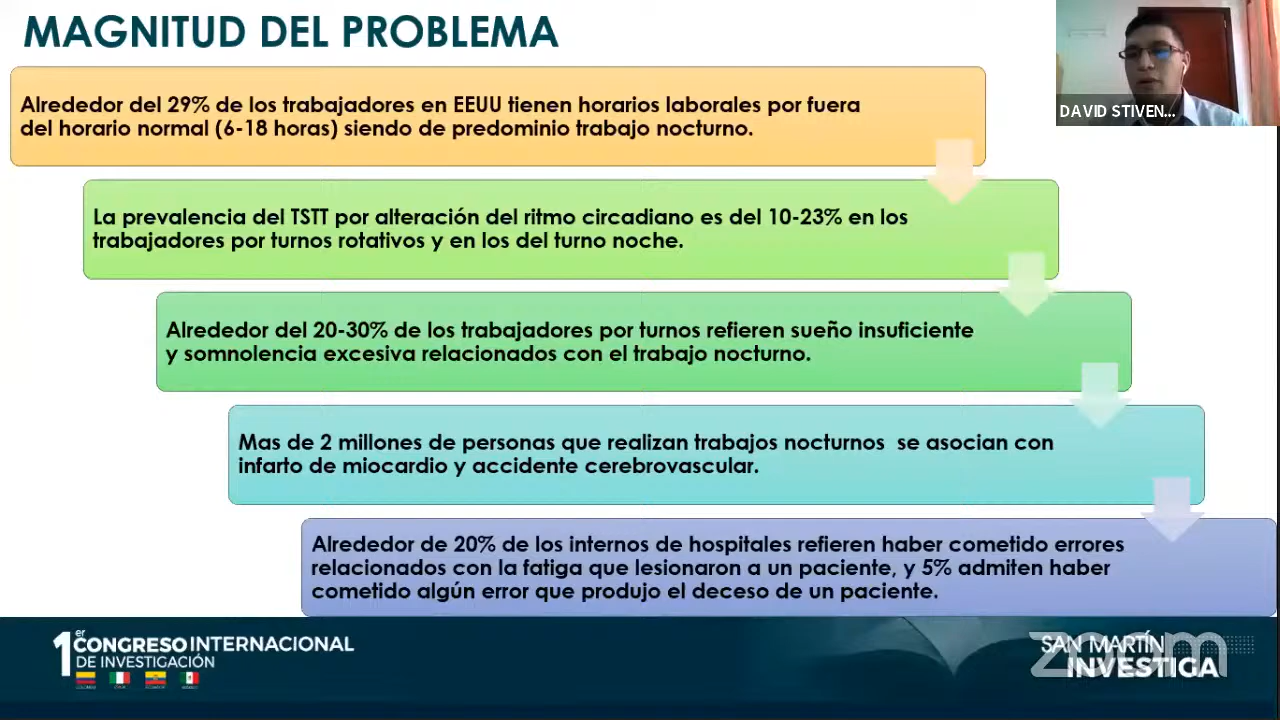 MAGNITUD DEL PROBLEMA
DAVID STIVEN...
Alrededor del 29% de los trabajadores en EEUU tienen horarios laborales por fuera
del horario normal (6-18 horas) siendo de predominio trabajo nocturno.
La prevalencia del TSTT por alteración del ritmo circadiano es del 10-23% en los
trabajadores por turnos rotativos y en los del turno noche.
Alrededor del 20-30% de los trabajadores por turnos refieren sueño insuficiente
y somnolencia excesiva relacionados con el trabajo nocturno.
Mas de 2 millones de personas que realizan trabajos nocturnos se asocian con
infarto de miocardio y accidente cerebrovascular.
Alrededor de 20% de los internos de hospitales refieren haber cometido errores
relacionados con la fatiga que lesionaron a un paciente, y 5% admiten haber
cometido algún error que produjo el deceso de un paciente.
1er CONGRESO INTERNACIONAL
DE INVESTIGACIÓN
SAN MARTÍN
INVESTIGA
zoom